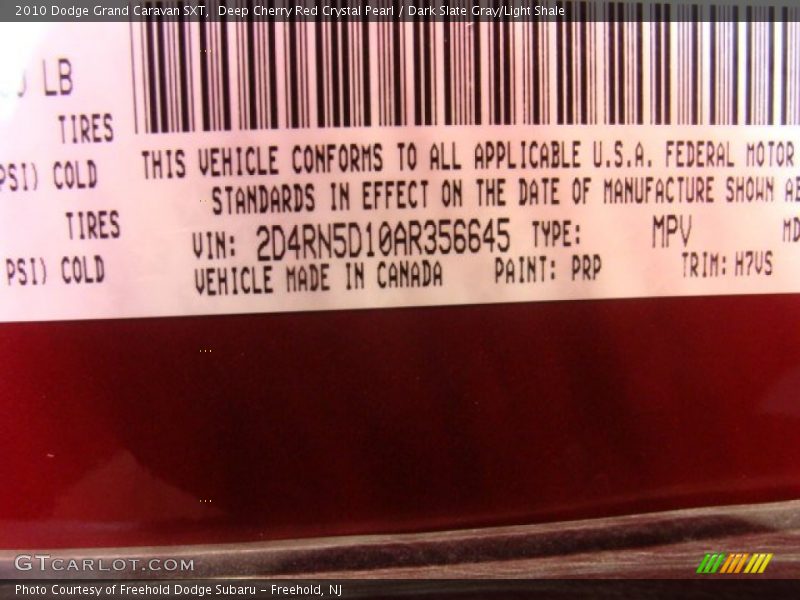 2010 Dodge Grand Caravan SXT, Deep Cherry Red Crystal Pearl / Dark Slate Gray/Light Shale
LB
TIRES
PSI) COLD
TIRES
PSI) COLD
THIS VEHICLE CONFORMS TO ALL APPLICABLE U.S.A. FEDERAL MOTOR
STANDARDS IN EFFECT ON THE DATE OF MANUFACTURE SHOWN
VIN: 2D4RN5D10AR356645 TYPE: MPV MD
VEHICLE MADE IN CANADA PAINT: PRP TRIM: H7US
GTCARLOT.COM
Photo Courtesy of Freehold Dodge Subaru - Freehold, NJ